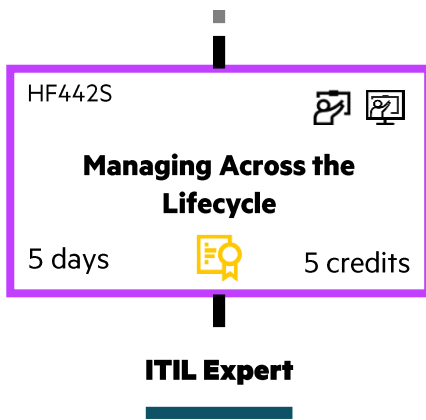 HF442S
Managing Across the
Lifecycle
5 days
5 credits
ITIL Expert